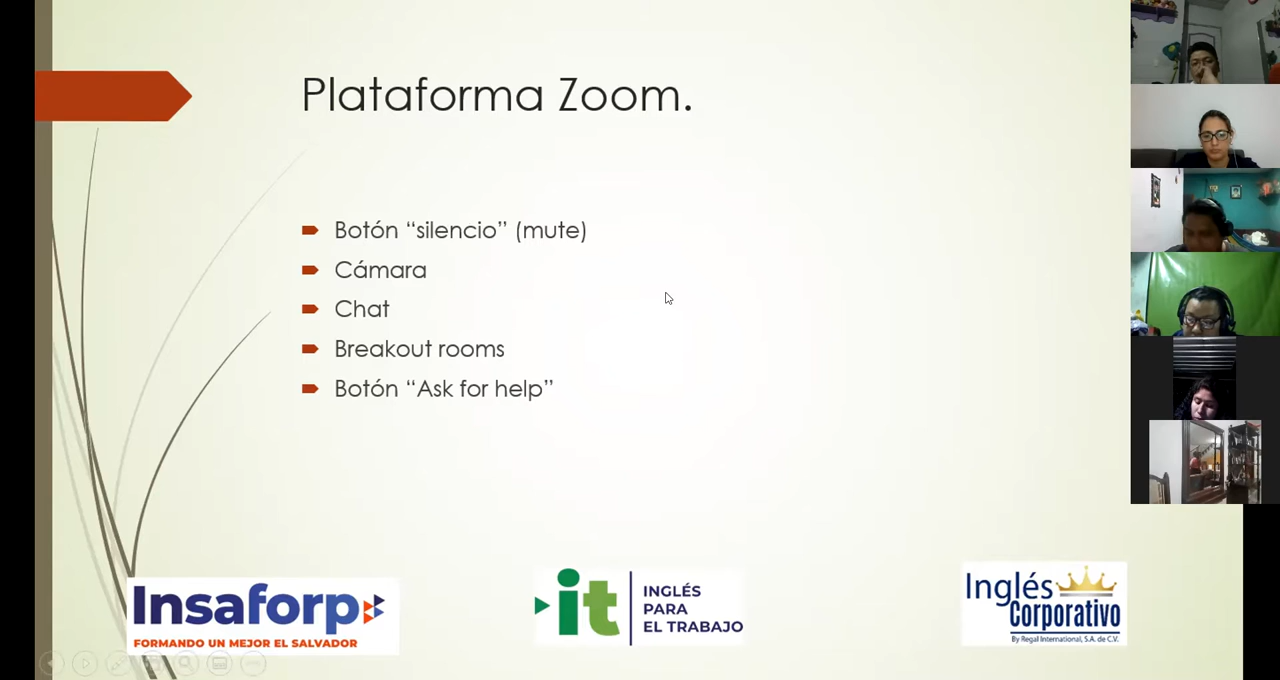 Plataforma Zoom.
Botón “silencio” (mute)
Cámara
Chat
Breakout rooms
Botón “Ask for help”
Insaforp
FORMANDO UN MEJOR EL SALVADOR
it
INGLÉS
PARA
EL TRABAJO
Inglés
Corporativo
By Regal International, S.A. de C.V.